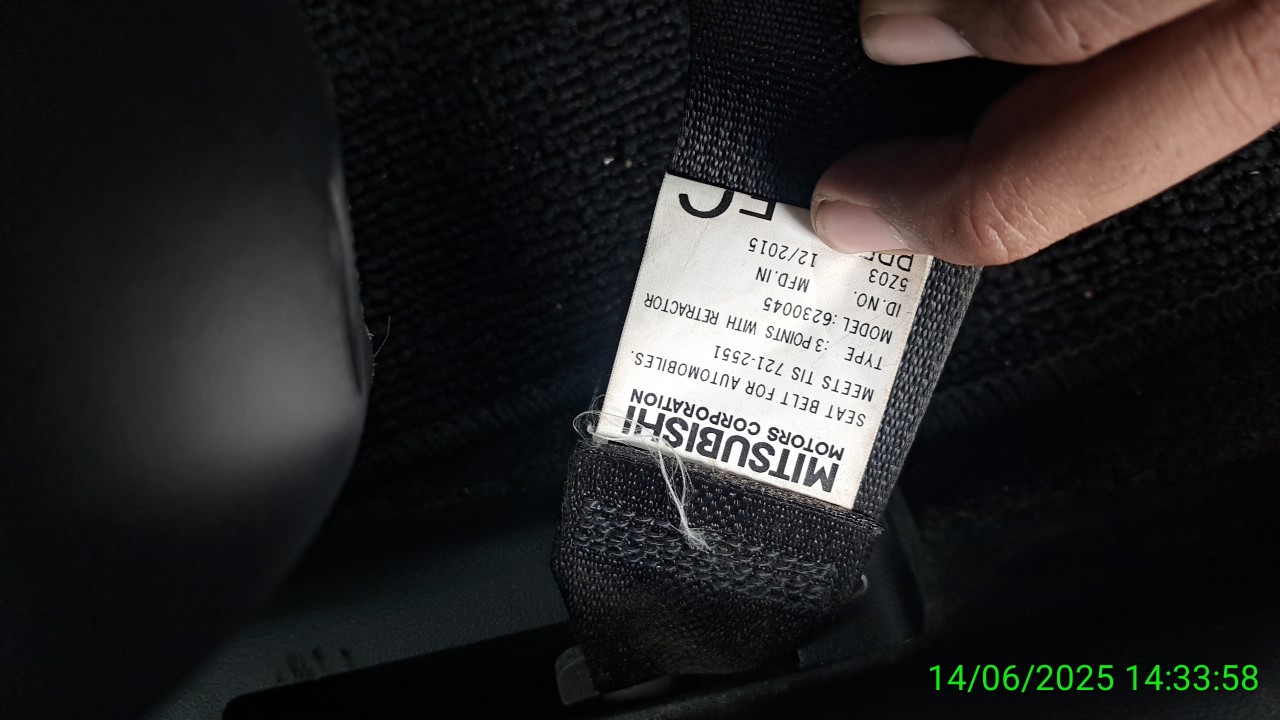 MITSUBISHI
MOTORS CORPORATION
SEAT BELT FOR AUTOMOBILES.
MEETS TIS 721-2551
TYPE :3 POINTS WITH RETRACTOR
MODEL :6230045
ID.NO. MFD.IN
5Z03 12/2015
14/06/2025 14:33:58